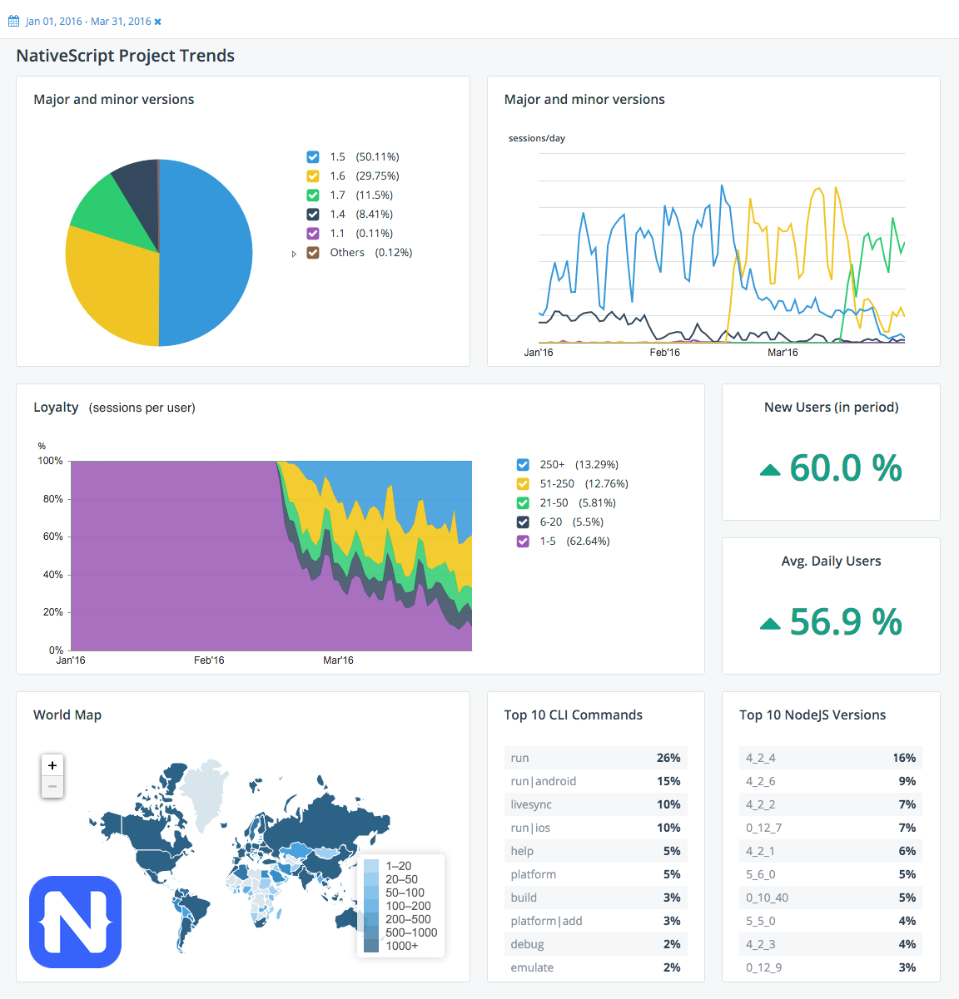 Jan 01, 2016 - Mar 31, 2016
NativeScript Project Trends
Major and minor versions
1.5 (50.11%)
1.6 (29.75%)
1.7 (11.5%)
1.4 (8.41%)
1.1 (0.11%)
Others (0.12%)
Major and minor versions
sessions/day
Jan'16 Feb'16 Mar'16
Loyalty (sessions per user)
%
100%
80%
60%
40%
20%
0%
Jan'16 Feb'16 Mar'16
250+ (13.29%)
51-250 (12.76%)
21-50 (5.81%)
6-20 (5.5%)
1-5 (62.64%)
New Users (in period)
60.0 %
Avg. Daily Users
56.9 %
World Map
+
−
1–20
20–50
50–100
100–200
200–500
500–1000
1000+
N
Top 10 CLI Commands
run 26%
run|android 15%
livesync 10%
run|ios 10%
help 5%
platform 5%
build 3%
platform|add 3%
debug 2%
emulate 2%
Top 10 NodeJS Versions
4_2_4 16%
4_2_6 9%
4_2_2 7%
0_12_7 7%
4_2_1 6%
5_6_0 5%
0_10_40 5%
5_5_0 4%
4_2_3 4%
0_12_9 3%